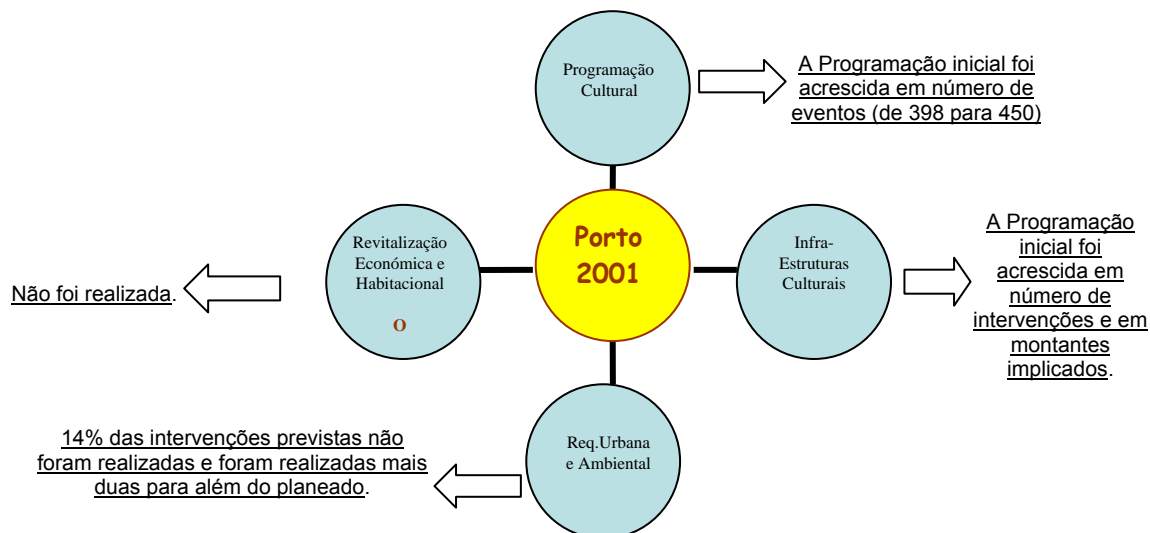 Programação
Cultural
A Programação inicial foi
acrescida em número de
eventos (de 398 para 450)
Porto
2001
Revitalização
Económica e
Habitacional
O
Não foi realizada.
Infra-
Estruturas
Culturais
A Programação
inicial foi
acrescida em
número de
intervenções e em
montantes
implicados.
Req.Urbana
e Ambiental
14% das intervenções previstas não
foram realizadas e foram realizadas mais
duas para além do planeado.